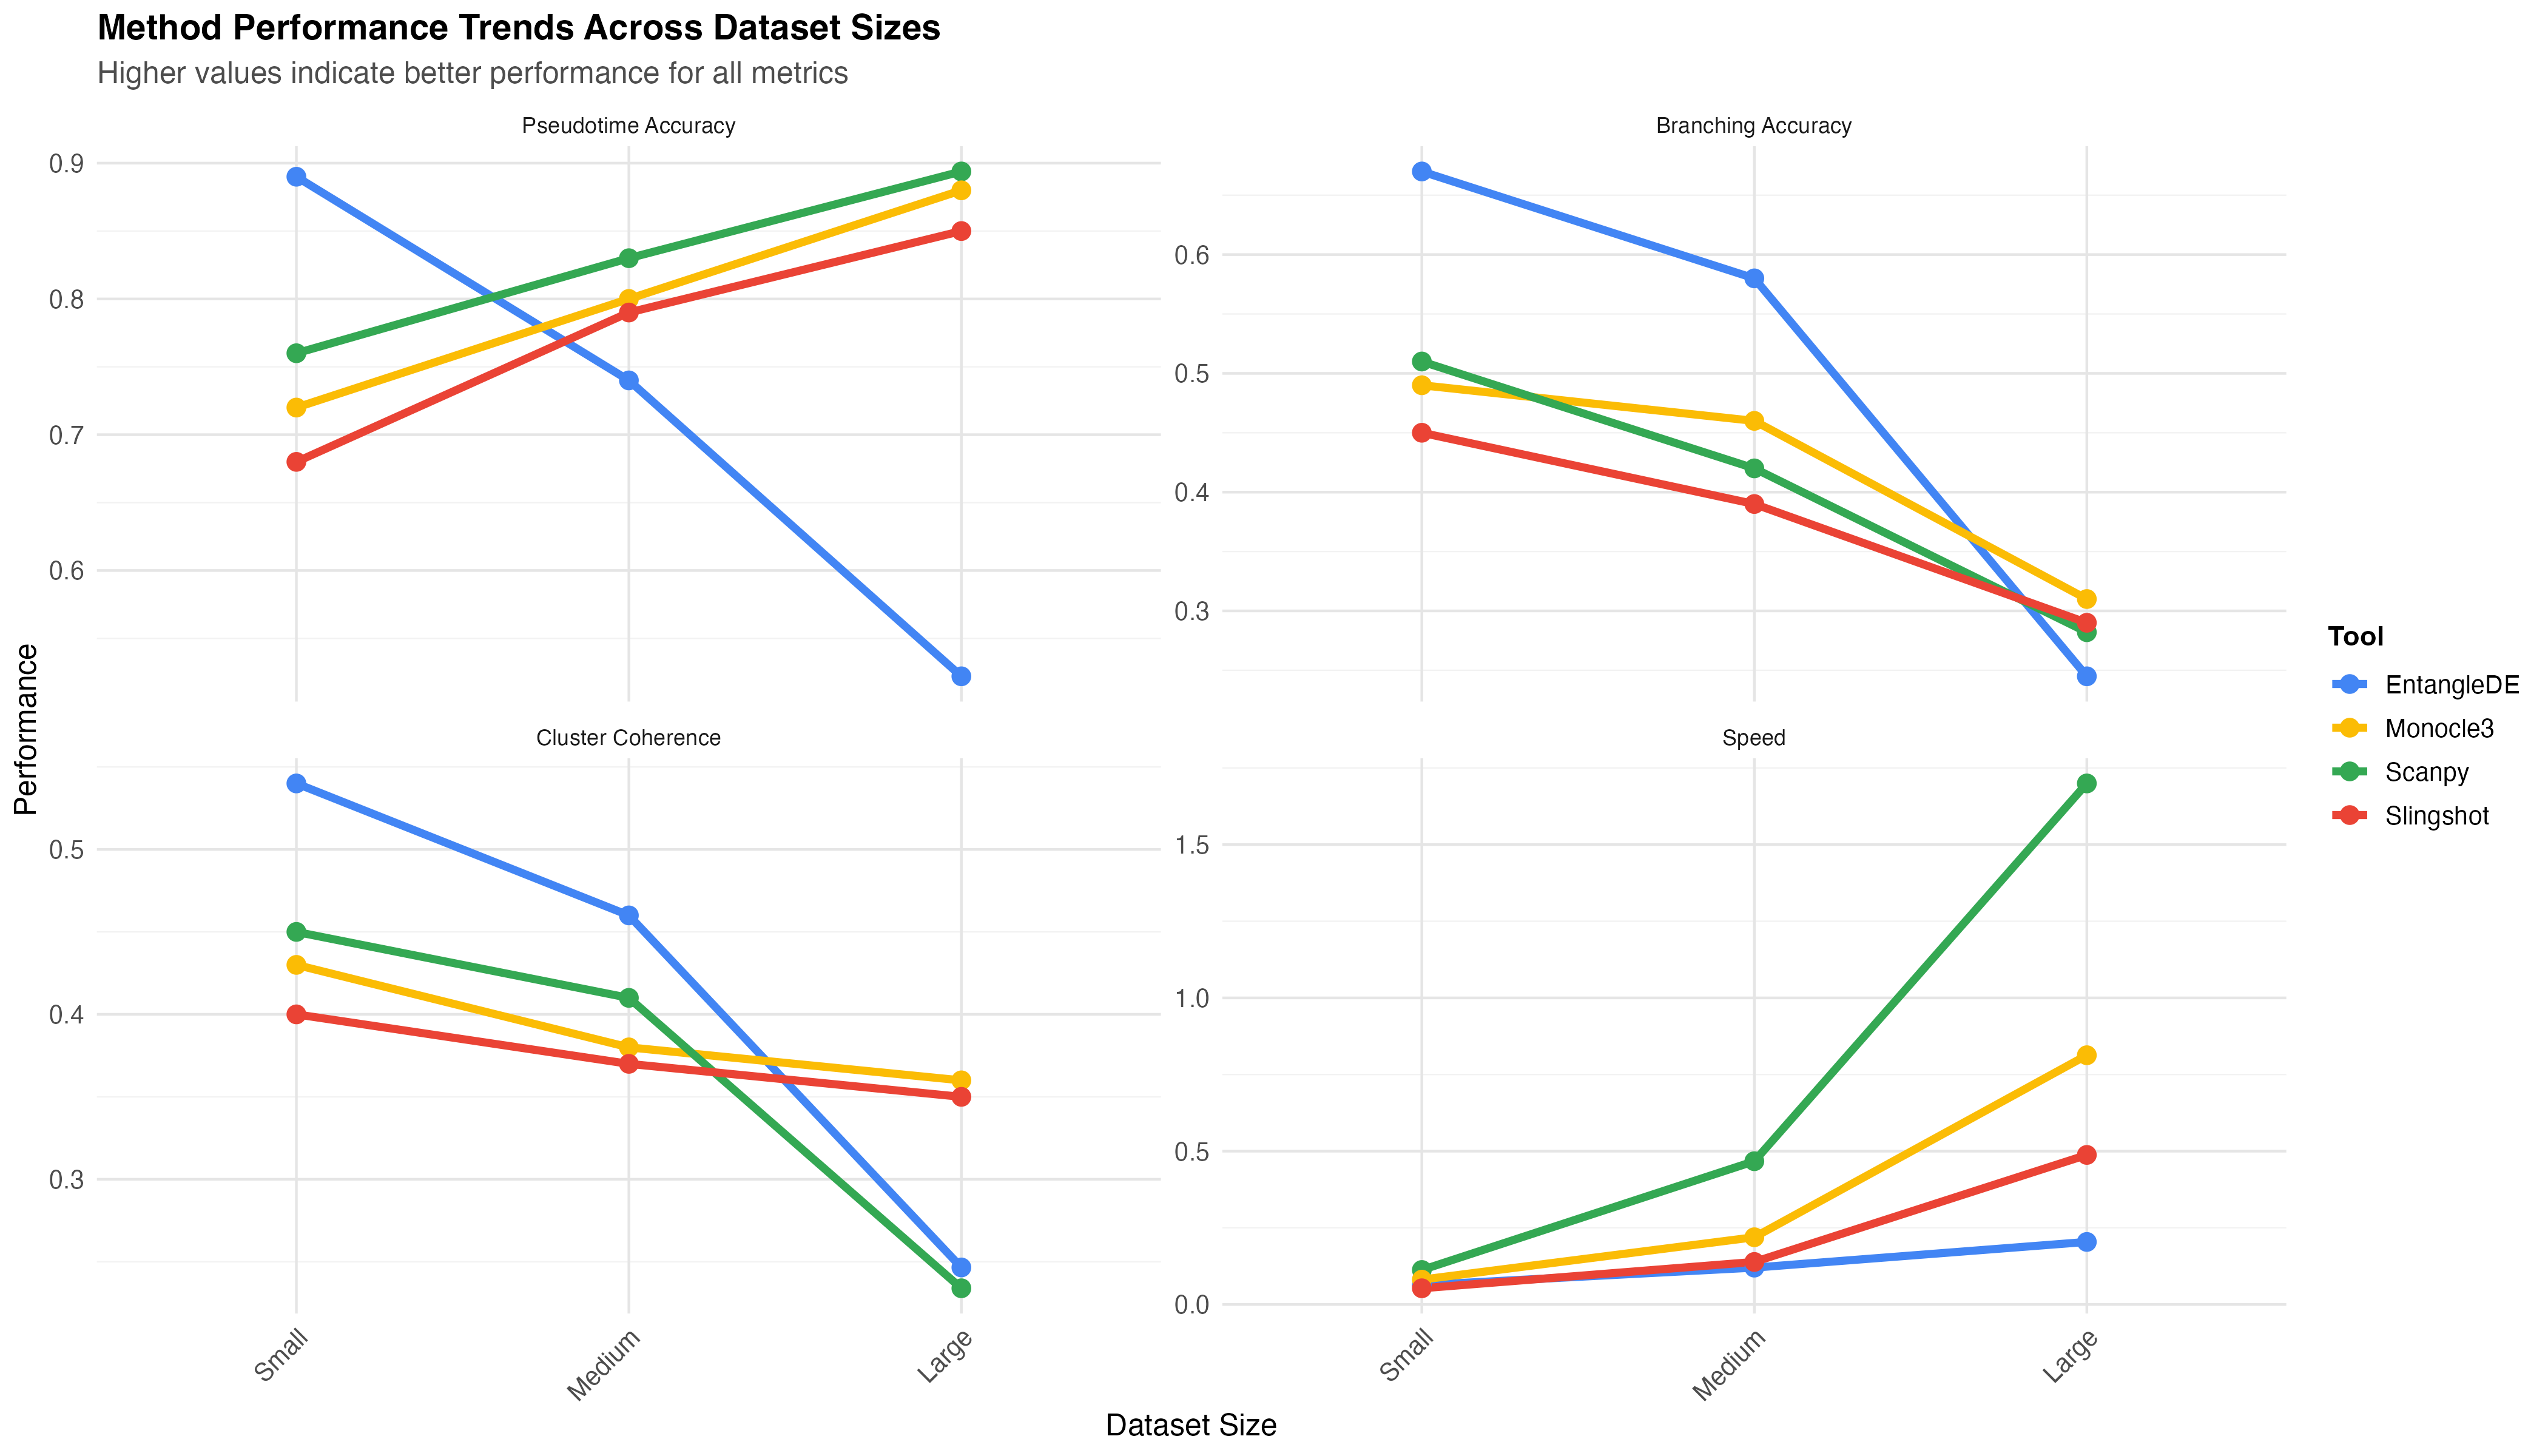 Method Performance Trends Across Dataset Sizes
Higher values indicate better performance for all metrics
Pseudotime Accuracy
0.9
0.8
0.7
0.6
Branching Accuracy
0.6
0.5
0.4
0.3
Performance
Cluster Coherence
0.5
0.4
0.3
Small
Medium
Large
Speed
1.5
1.0
0.5
0.0
Small
Medium
Large
Dataset Size
Tool
EntangleDE
Monocle3
Scanpy
Slingshot